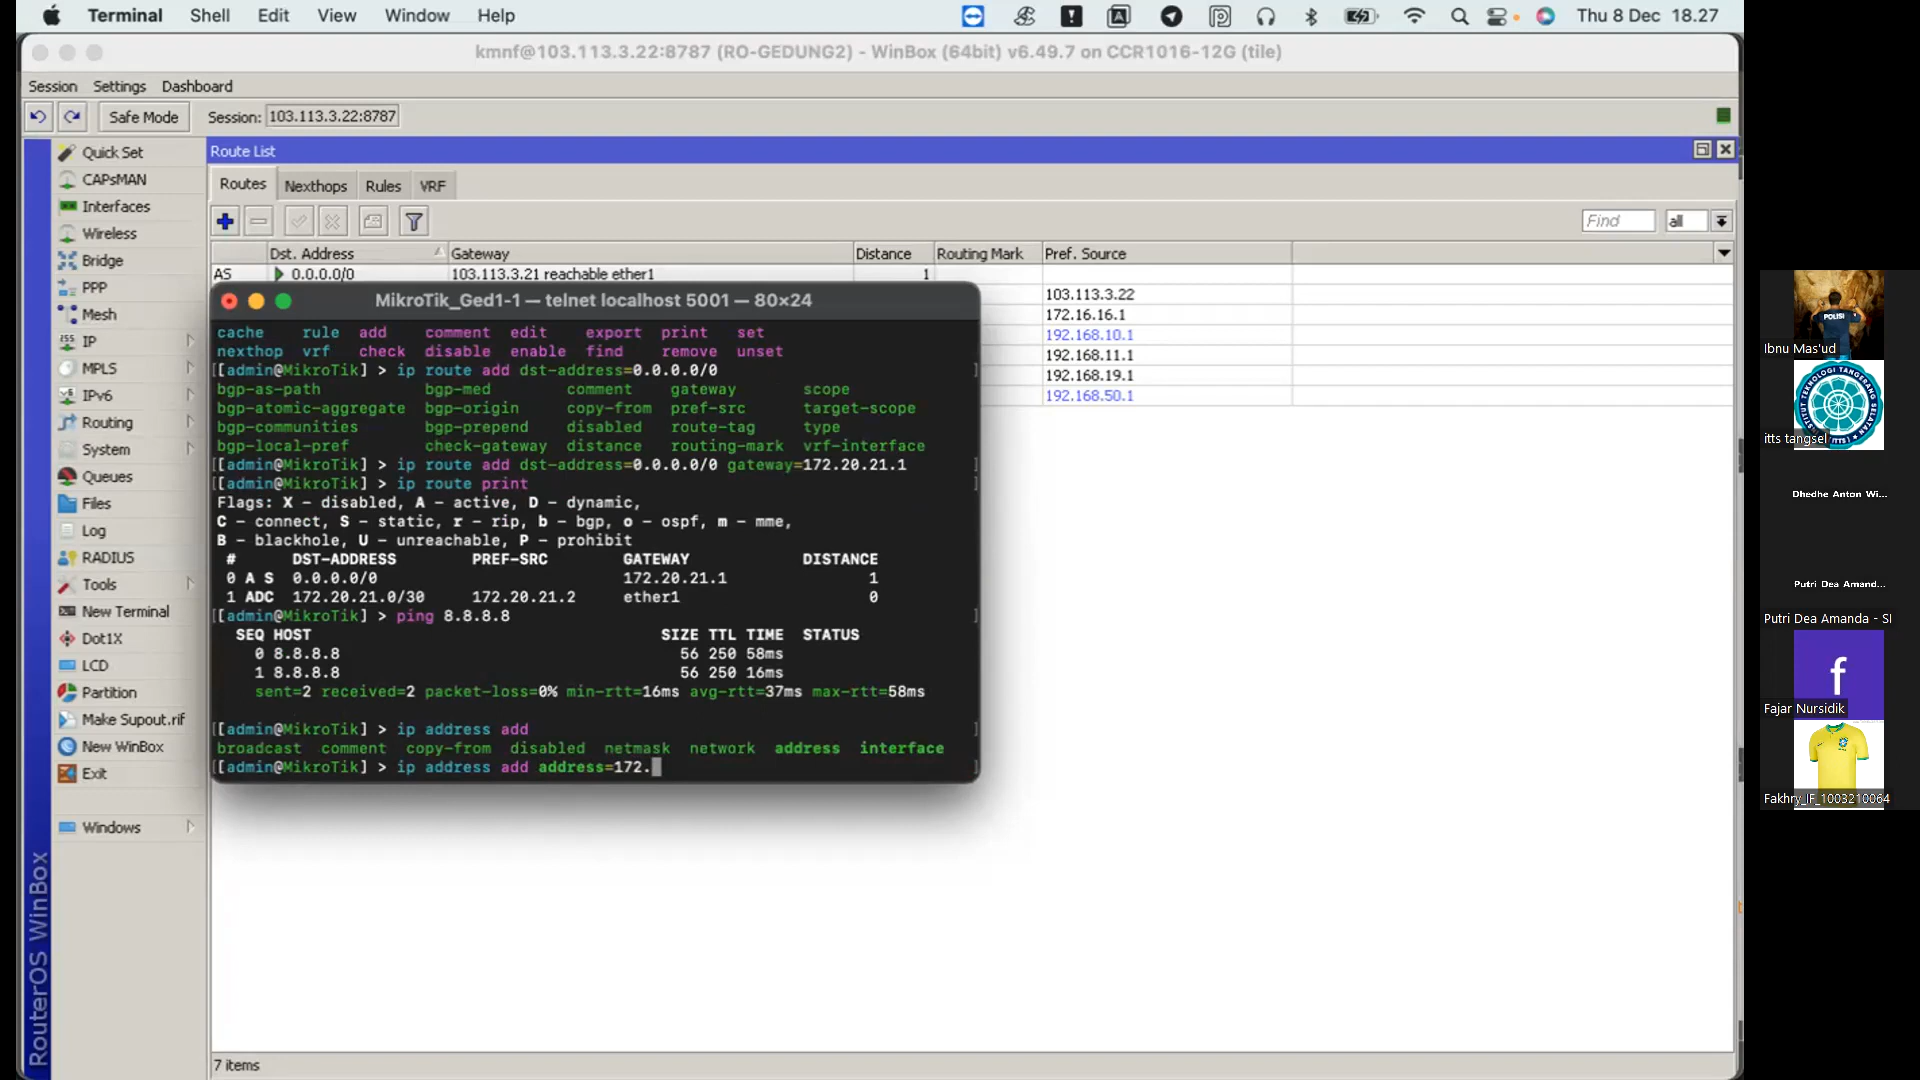 Terminal Shell Edit View Window Help Thu 8 Dec 18.27
kmnf@103.113.3.22:8787 (RO-GEDUNG2) - WinBox (64bit) v6.49.7 on CCR1016-12G (tile)
Session Settings Dashboard
Safe Mode Session: 103.113.3.22:8787
Quick Set
CAPsMAN
Interfaces
Wireless
Bridge
PPP
Mesh
IP
MPLS
IPv6
Routing
System
Queues
Files
Log
RADIUS
Tools
New Terminal
Dot1X
LCD
Partition
Make Supout.rif
New WinBox
Exit
Windows
RouterOS WinBox
Route List
Routes Nexthops Rules VRF
Find all
Dst. Address Gateway Distance Routing Mark Pref. Source
AS 0.0.0.0/0 103.113.3.21 reachable ether1 1
103.113.3.22
172.16.16.1
192.168.10.1
192.168.11.1
192.168.19.1
192.168.50.1
MikroTik_Ged1-1 — telnet localhost 5001 — 80×24
cache rule add comment edit export print set
nexthop vrf check disable enable find remove unset
[[admin@MikroTik] > ip route add dst-address=0.0.0.0/0 ]
bgp-as-path bgp-med comment gateway scope
bgp-atomic-aggregate bgp-origin copy-from pref-src target-scope
bgp-communities bgp-prepend disabled route-tag type
bgp-local-pref check-gateway distance routing-mark vrf-interface
[[admin@MikroTik] > ip route add dst-address=0.0.0.0/0 gateway=172.20.21.1 ]
[[admin@MikroTik] > ip route print ]
Flags: X - disabled, A - active, D - dynamic,
C - connect, S - static, r - rip, b - bgp, o - ospf, m - mme,
B - blackhole, U - unreachable, P - prohibit
# DST-ADDRESS PREF-SRC GATEWAY DISTANCE
0 A S 0.0.0.0/0 172.20.21.1 1
1 ADC 172.20.21.0/30 172.20.21.2 ether1 0
[[admin@MikroTik] > ping 8.8.8.8 ]
SEQ HOST SIZE TTL TIME STATUS
0 8.8.8.8 56 250 58ms
1 8.8.8.8 56 250 16ms
sent=2 received=2 packet-loss=0% min-rtt=16ms avg-rtt=37ms max-rtt=58ms
[[admin@MikroTik] > ip address add ]
broadcast comment copy-from disabled netmask network address interface
[[admin@MikroTik] > ip address add address=172. ]
7 items
POLISI
Ibnu Mas'ud
INSTITUT TEKNOLOGI TANGERANG SELATAN
(ITTS)
itts tangsel
Dhedhe Anton Wi...
Putri Dea Amand...
Putri Dea Amanda - SI
f
Fajar Nursidik
Fakhry_IF_1003210064